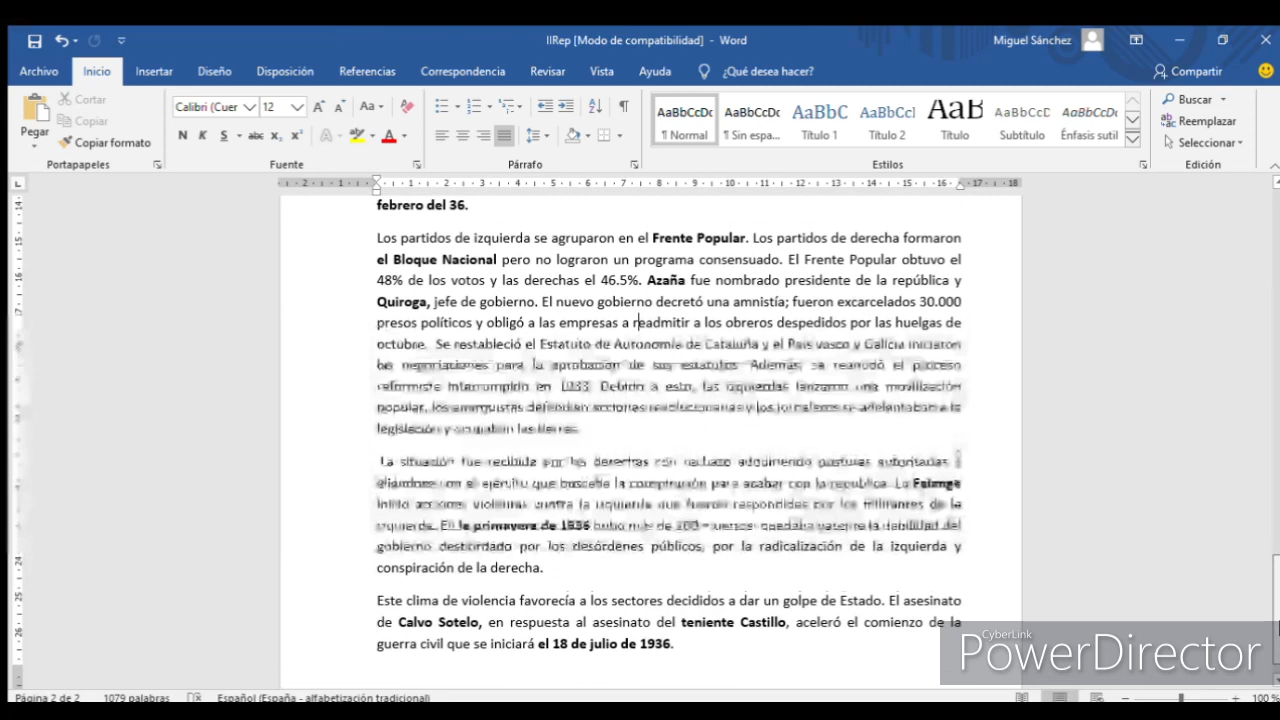 IIRep [Modo de compatibilidad] - Word
Miguel Sánchez
Archivo Inicio Insertar Diseño Disposición Referencias Correspondencia Revisar Vista Ayuda ¿Qué desea hacer? Compartir
Pegar Cortar Copiar Copiar formato
Calibri (Cuer 12
Buscar Reemplazar Seleccionar
AaBbCcDc AaBbCcDc AaBbC AaBbCcI AaB AaBbCcD AaBbCcDc
¶ Normal ¶ Sin espa... Título 1 Título 2 Título Subtítulo Énfasis sutil
Portapapeles Fuente Párrafo Estilos Edición
febrero del 36.
Los partidos de izquierda se agruparon en el Frente Popular. Los partidos de derecha formaron
el Bloque Nacional pero no lograron un programa consensuado. El Frente Popular obtuvo el
48% de los votos y las derechas el 46.5%. Azaña fue nombrado presidente de la república y
Quiroga, jefe de gobierno. El nuevo gobierno decretó una amnistía; fueron excarcelados 30.000
presos políticos y obligó a las empresas a readmitir a los obreros despedidos por las huelgas de
octubre. Se restableció el Estatuto de Autonomía de Cataluña y el País vasco y Galicia iniciaron
las negociaciones para la aprobación de sus estatutos. Además, se reanudó el proceso
reformista interrumpido en 1933. Debido a esto, las izquierdas lanzaron una movilización
popular, los anarquistas defendían acciones revolucionarias y los jornaleros se adelantaban a la
legislación y ocupaban las tierras.
La situación fue recibida por las derechas con rechazo adquiriendo posturas autoritarias
ejército que la conspiración para acabar con la república. La Falange
inició acciones violentas contra la izquierda que fueron respondidas por los militantes de la
izquierda. En la primavera de 1936 hubo más de 200 la debilidad del
gobierno desbordado por los desórdenes públicos, por la radicalización de la izquierda y
conspiración de la derecha.
Este clima de violencia favorecía a los sectores decididos a dar un golpe de Estado. El asesinato
de Calvo Sotelo, en respuesta al asesinato del teniente Castillo, aceleró el comienzo de la
guerra civil que se iniciará el 18 de julio de 1936.
CyberLink
PowerDirector
Página 2 de 2 1079 palabras Español (España - alfabetización tradicional) 100 %